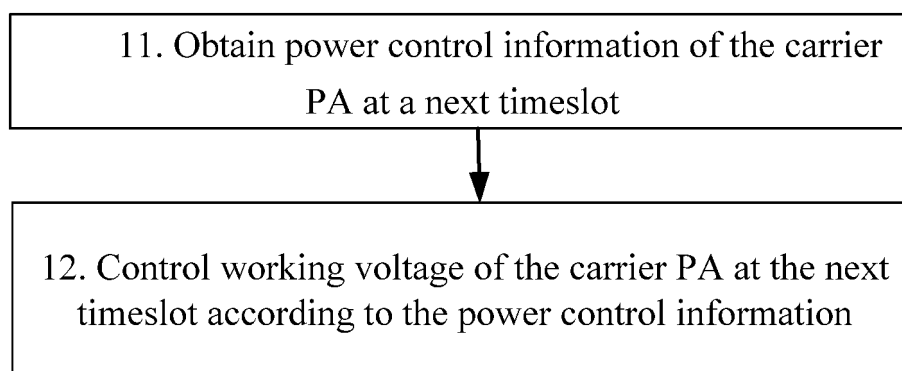 11. Obtain power control information of the carrier
PA at a next timeslot
12. Control working voltage of the carrier PA at the next
timeslot according to the power control information